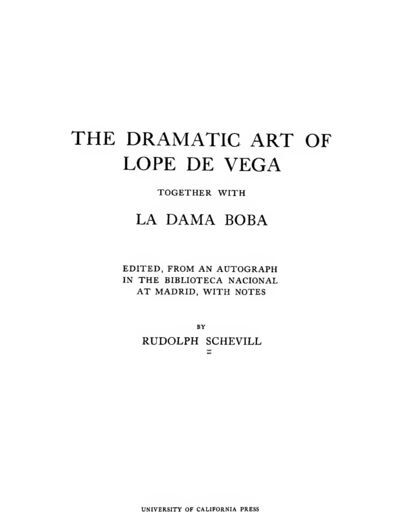 THE DRAMATIC ART OF
LOPE DE VEGA
TOGETHER WITH
LA DAMA BOBA
EDITED, FROM AN AUTOGRAPH
IN THE BIBLIOTECA NACIONAL
AT MADRID, WITH NOTES
BY
RUDOLPH SCHEVILL
UNIVERSITY OF CALIFORNIA PRESS